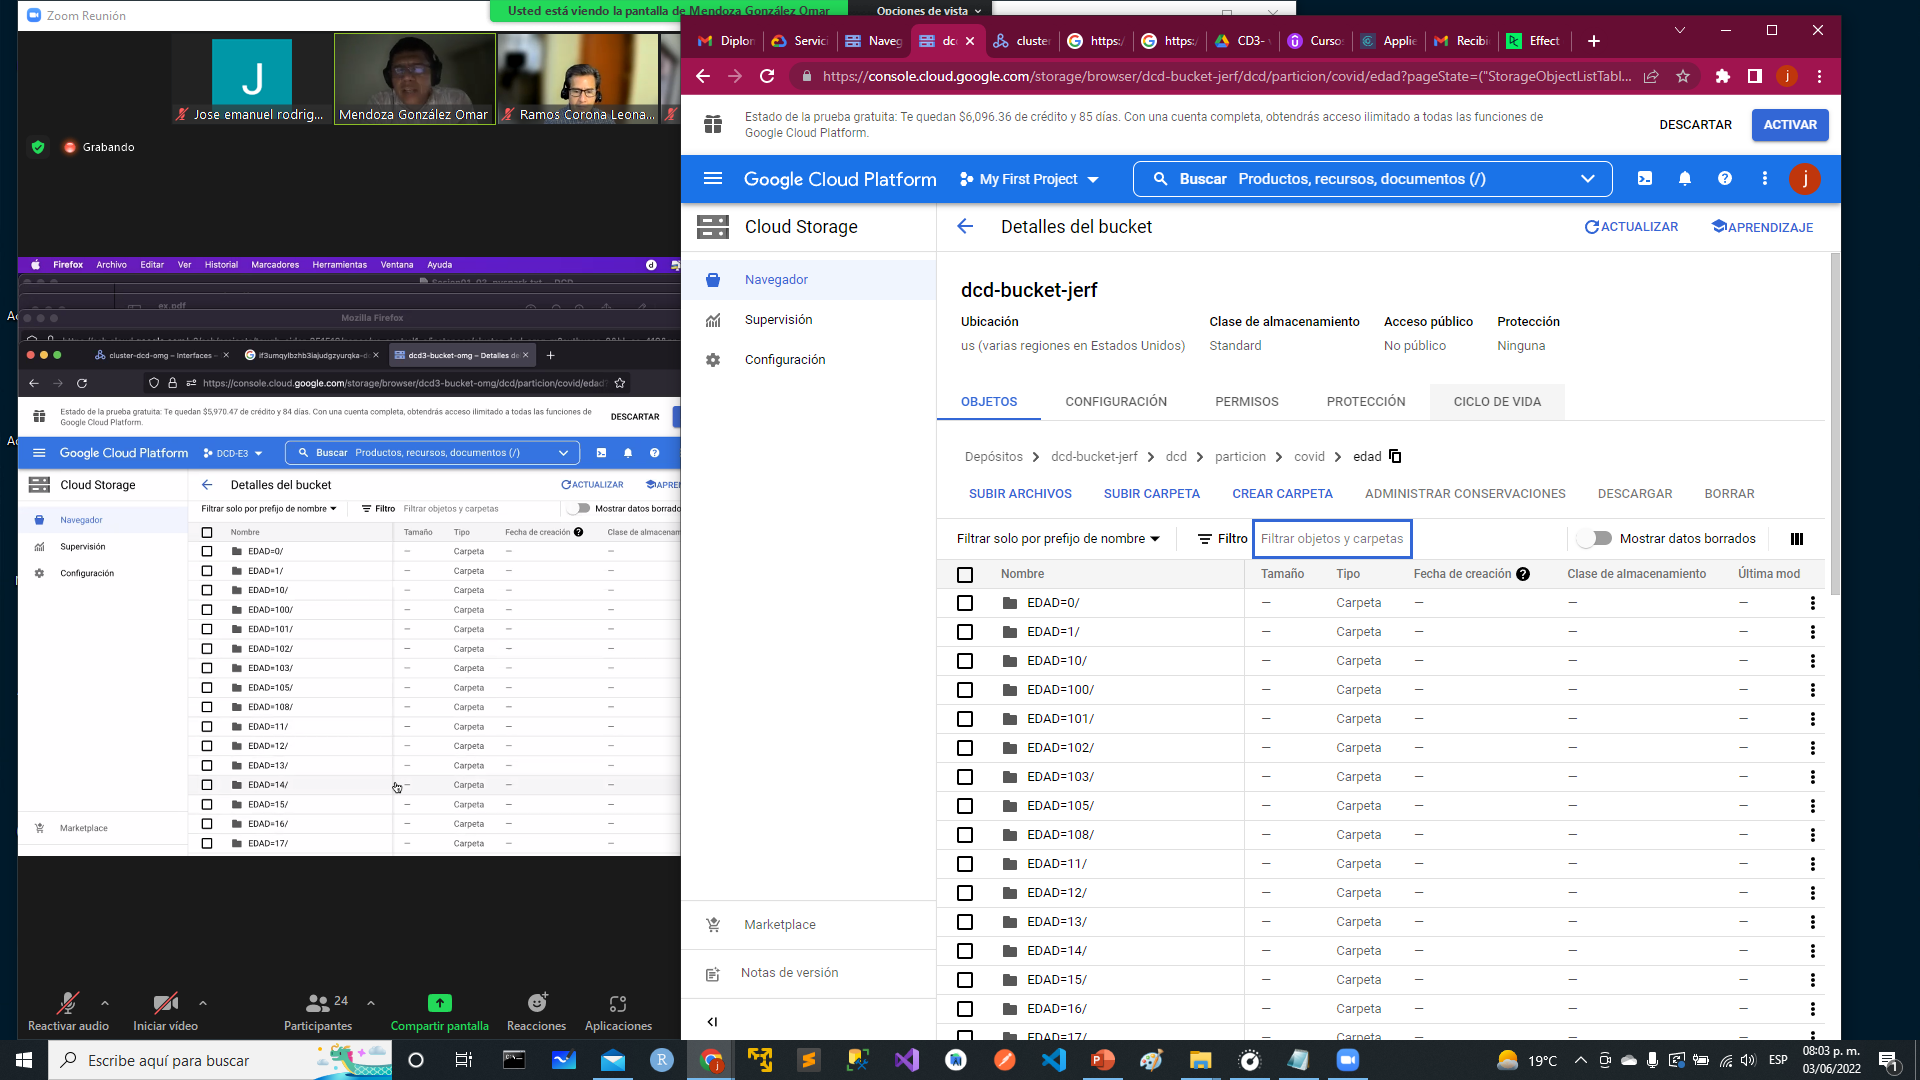 Zoom Reunión
Usted está viendo la pantalla de Mendoza González Omar
Opciones de vista
J
Jose emanuel rodrig...
Mendoza González Omar
Ramos Corona Leona...
Grabando
Firefox Archivo Editar Ver Historial Marcadores Herramientas Ventana Ayuda
ex.pdf
Mozilla Firefox
cluster-dcd-omg – Interfaces –
dcd3-bucket-omg – Detalles de
https://console.cloud.google.com/storage/browser/dcd3-bucket-omg/dcd/particion/covid/edad
Estado de la prueba gratuita: Te quedan $5,970.47 de crédito y 84 días. Con una cuenta completa, obtendrás acceso ilimitado a todas las funciones de
Google Cloud Platform.
DESCARTAR
Google Cloud Platform
DCD-E3
Buscar Productos, recursos, documentos (/)
Cloud Storage
Detalles del bucket
ACTUALIZAR
APREN
Navegador
Supervisión
Configuración
Marketplace
Filtrar solo por prefijo de nombre
Filtro Filtrar objetos y carpetas
Mostrar datos borrado
Nombre Tamaño Tipo Fecha de creación Clase de almacenam
EDAD=0/ — Carpeta — —
EDAD=1/ — Carpeta — —
EDAD=10/ — Carpeta — —
EDAD=100/ — Carpeta — —
EDAD=101/ — Carpeta — —
EDAD=102/ — Carpeta — —
EDAD=103/ — Carpeta — —
EDAD=105/ — Carpeta — —
EDAD=108/ — Carpeta — —
EDAD=11/ — Carpeta — —
EDAD=12/ — Carpeta — —
EDAD=13/ — Carpeta — —
EDAD=14/ — Carpeta — —
EDAD=15/ — Carpeta — —
EDAD=16/ — Carpeta — —
EDAD=17/ — Carpeta — —
Reactivar audio
Iniciar vídeo
24
Participantes
Compartir pantalla
Reacciones
Aplicaciones
Diplon
Servici
Naveg
dcd
cluster
https:/
https:/
CD3-
Curso
Applie
Recibi
Effect
https://console.cloud.google.com/storage/browser/dcd-bucket-jerf/dcd/particion/covid/edad?pageState=("StorageObjectListTabl...
j
Estado de la prueba gratuita: Te quedan $6,096.36 de crédito y 85 días. Con una cuenta completa, obtendrás acceso ilimitado a todas las funciones de
Google Cloud Platform.
DESCARTAR
ACTIVAR
Google Cloud Platform
My First Project
Buscar Productos, recursos, documentos (/)
j
Cloud Storage
Detalles del bucket
ACTUALIZAR
APRENDIZAJE
Navegador
Supervisión
Configuración
Marketplace
Notas de versión
dcd-bucket-jerf
Ubicación Clase de almacenamiento Acceso público Protección
us (varias regiones en Estados Unidos) Standard No público Ninguna
OBJETOS CONFIGURACIÓN PERMISOS PROTECCIÓN CICLO DE VIDA
Depósitos dcd-bucket-jerf dcd particion covid edad
SUBIR ARCHIVOS SUBIR CARPETA CREAR CARPETA ADMINISTRAR CONSERVACIONES DESCARGAR BORRAR
Filtrar solo por prefijo de nombre Filtro Filtrar objetos y carpetas Mostrar datos borrados
Nombre Tamaño Tipo Fecha de creación Clase de almacenamiento Última mod
EDAD=0/ — Carpeta — — —
EDAD=1/ — Carpeta — — —
EDAD=10/ — Carpeta — — —
EDAD=100/ — Carpeta — — —
EDAD=101/ — Carpeta — — —
EDAD=102/ — Carpeta — — —
EDAD=103/ — Carpeta — — —
EDAD=105/ — Carpeta — — —
EDAD=108/ — Carpeta — — —
EDAD=11/ — Carpeta — — —
EDAD=12/ — Carpeta — — —
EDAD=13/ — Carpeta — — —
EDAD=14/ — Carpeta — — —
EDAD=15/ — Carpeta — — —
EDAD=16/ — Carpeta — — —
EDAD=17/ — Carpeta — — —
Escribe aquí para buscar
19°C
ESP
08:03 p. m.
03/06/2022
1